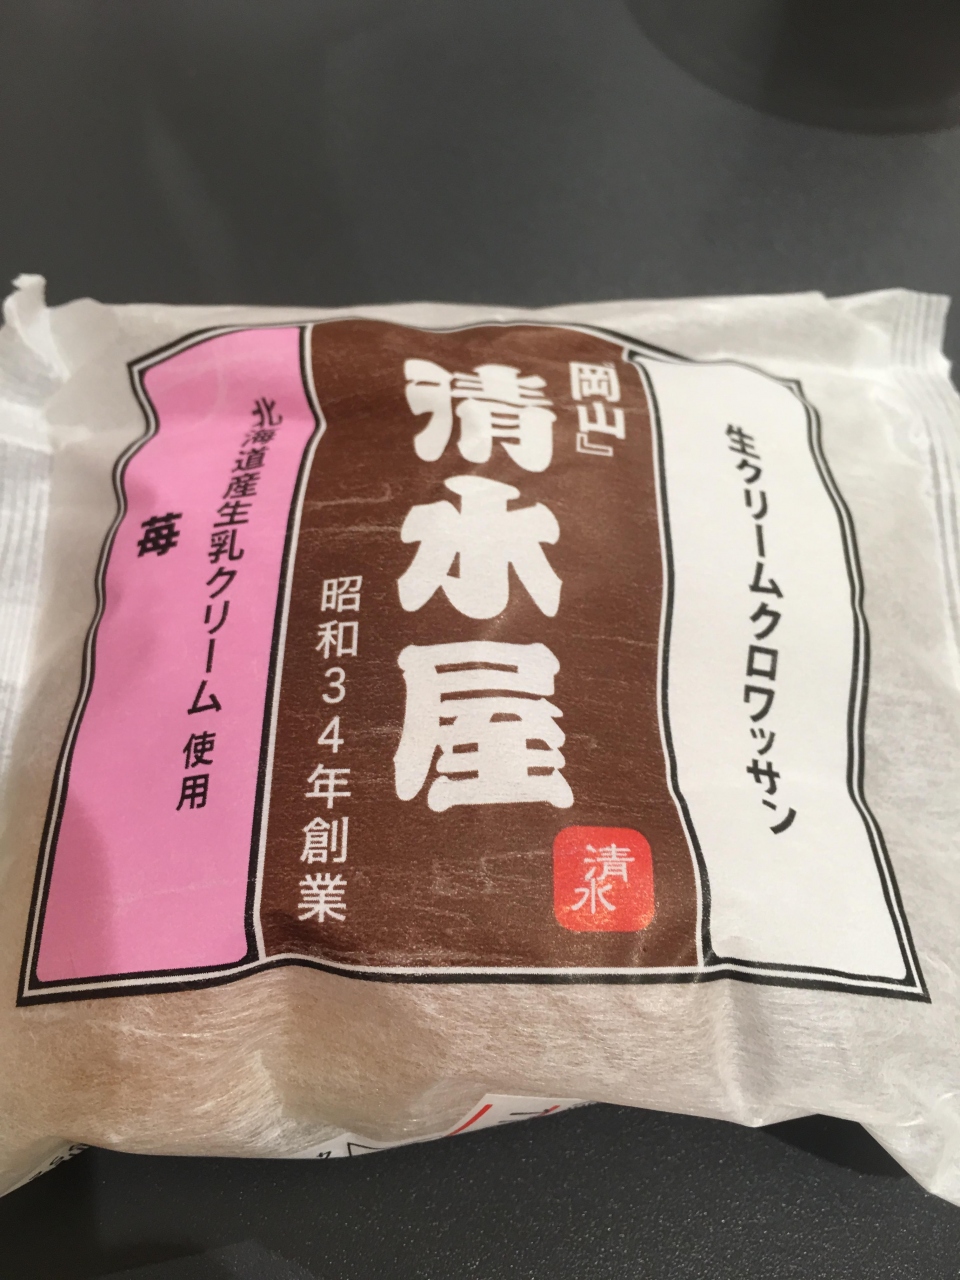 生クリームクロワッサン
岡山』
清水屋
清水
昭和34年創業
北海道産生乳クリーム 使用
苺